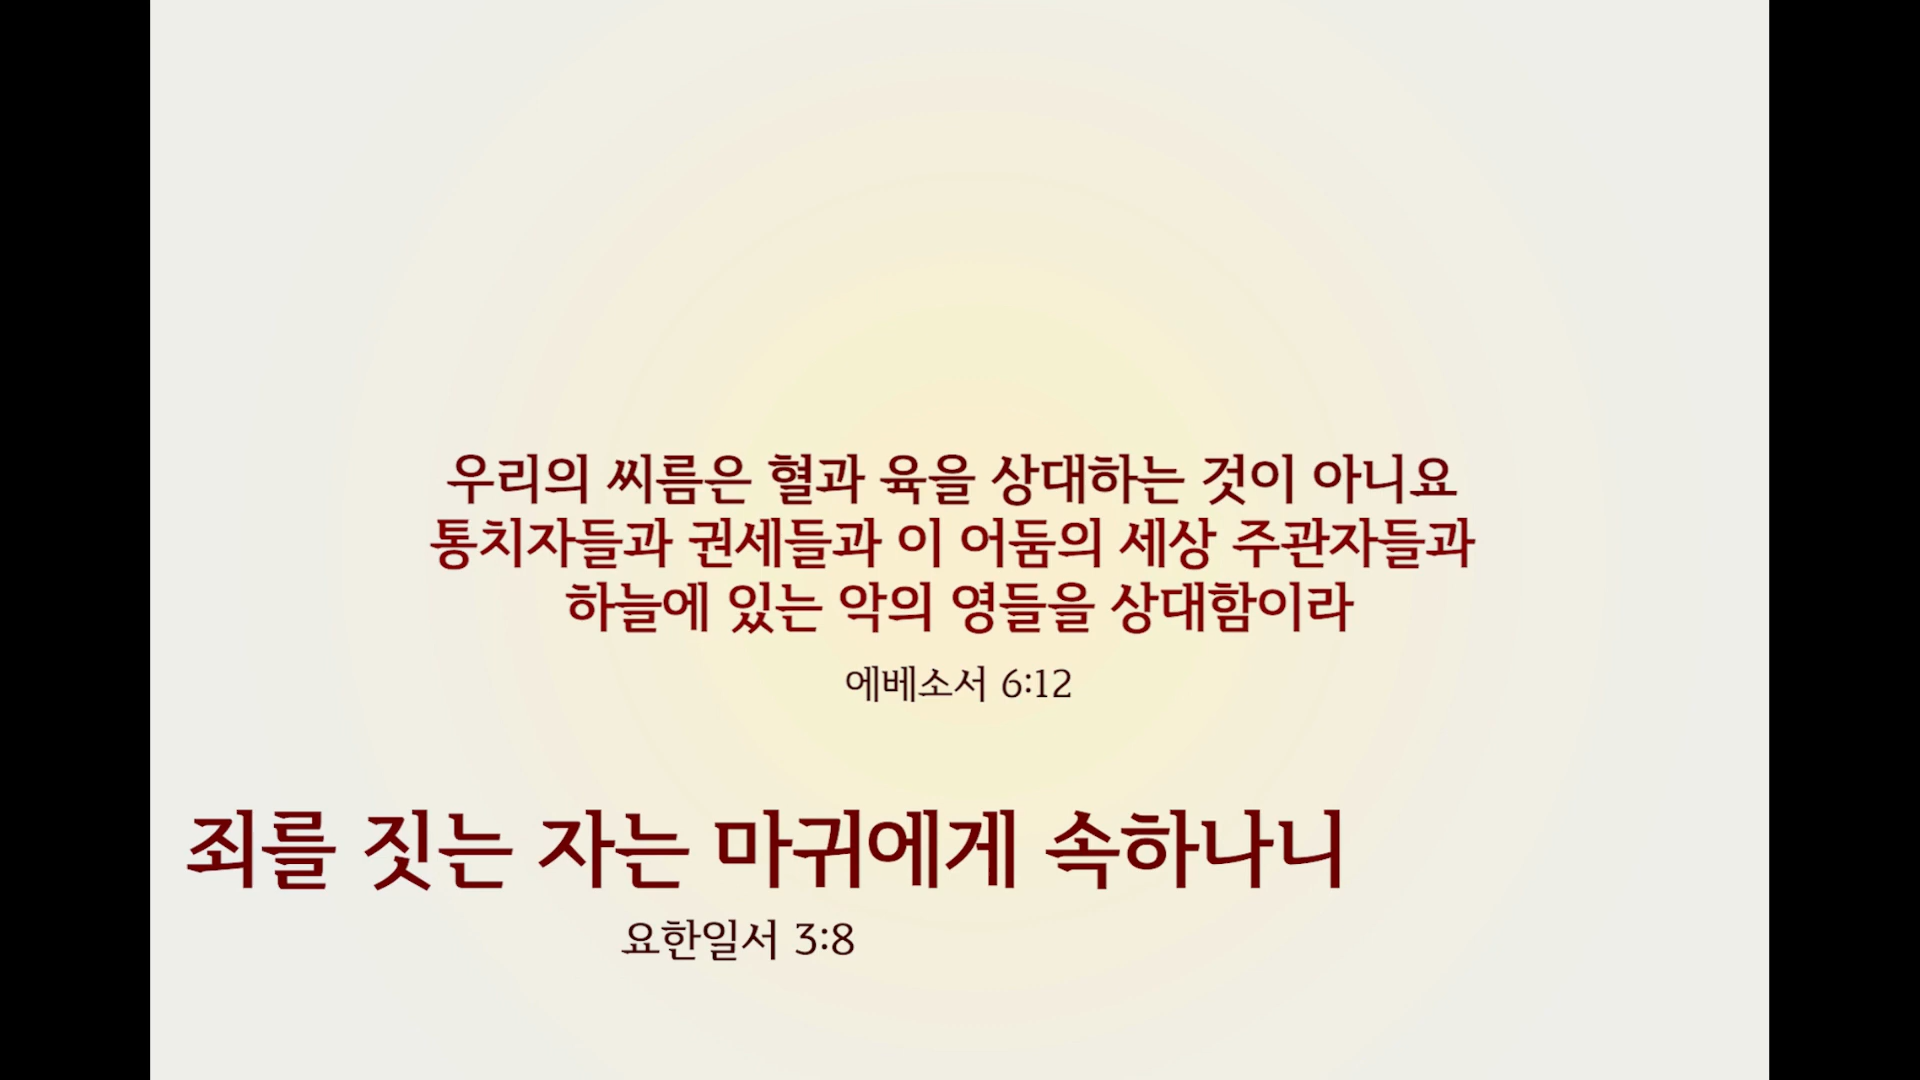 우리의 씨름은 혈과 육을 상대하는 것이 아니요
통치자들과 권세들과 이 어둠의 세상 주관자들과
하늘에 있는 악의 영들을 상대함이라
에베소서 6:12
죄를 짓는 자는 마귀에게 속하나니
요한일서 3:8